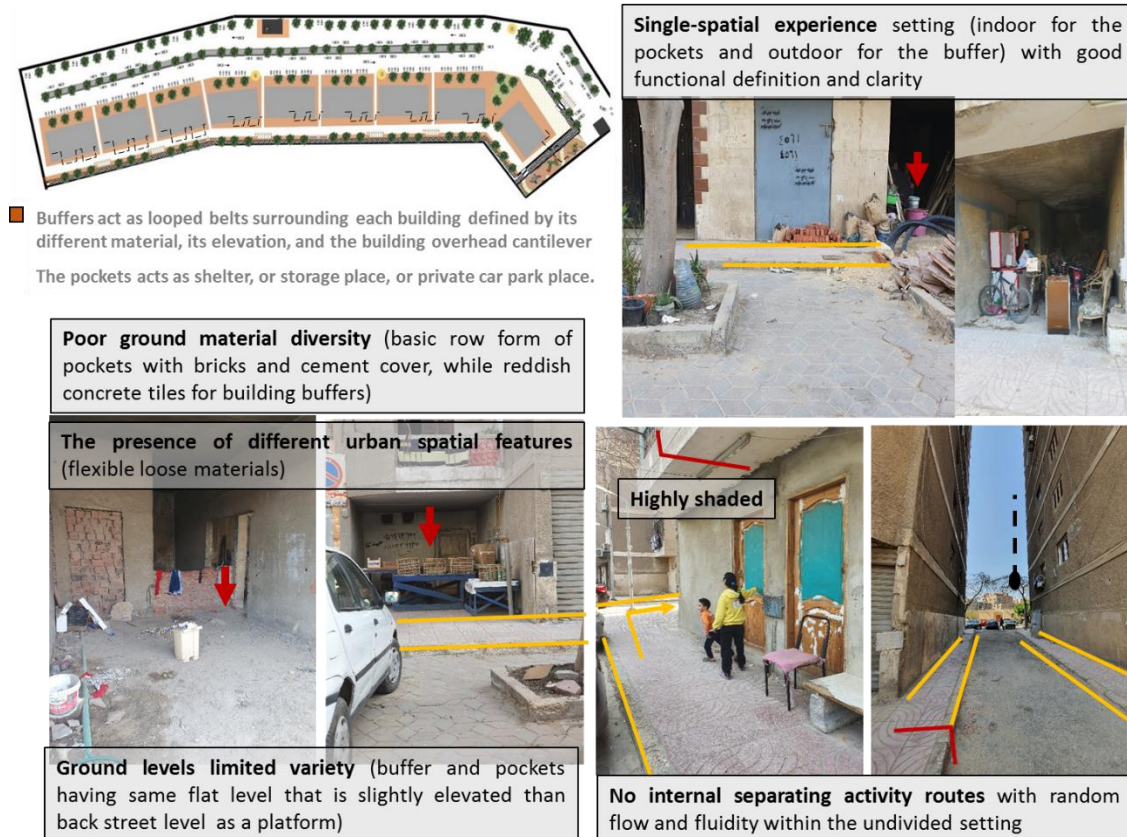 Single-spatial experience setting (indoor for the
pockets and outdoor for the buffer) with good
functional definition and clarity
Buffers act as looped belts surrounding each building defined by its
different material, its elevation, and the building overhead cantilever
The pockets acts as shelter, or storage place, or private car park place.
Poor ground material diversity (basic row form of
pockets with bricks and cement cover, while reddish
concrete tiles for building buffers)
The presence of different urban spatial features
(flexible loose materials)
Highly shaded
Ground levels limited variety (buffer and pockets
having same flat level that is slightly elevated than
back street level as a platform)
No internal separating activity routes with random
flow and fluidity within the undivided setting